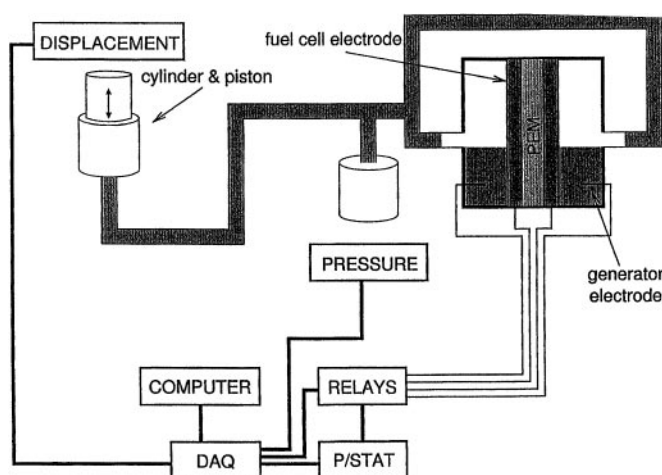 DISPLACEMENT
cylinder & piston
fuel cell electrode
PEM
generator
electrode
PRESSURE
COMPUTER
RELAYS
DAQ
P/STAT